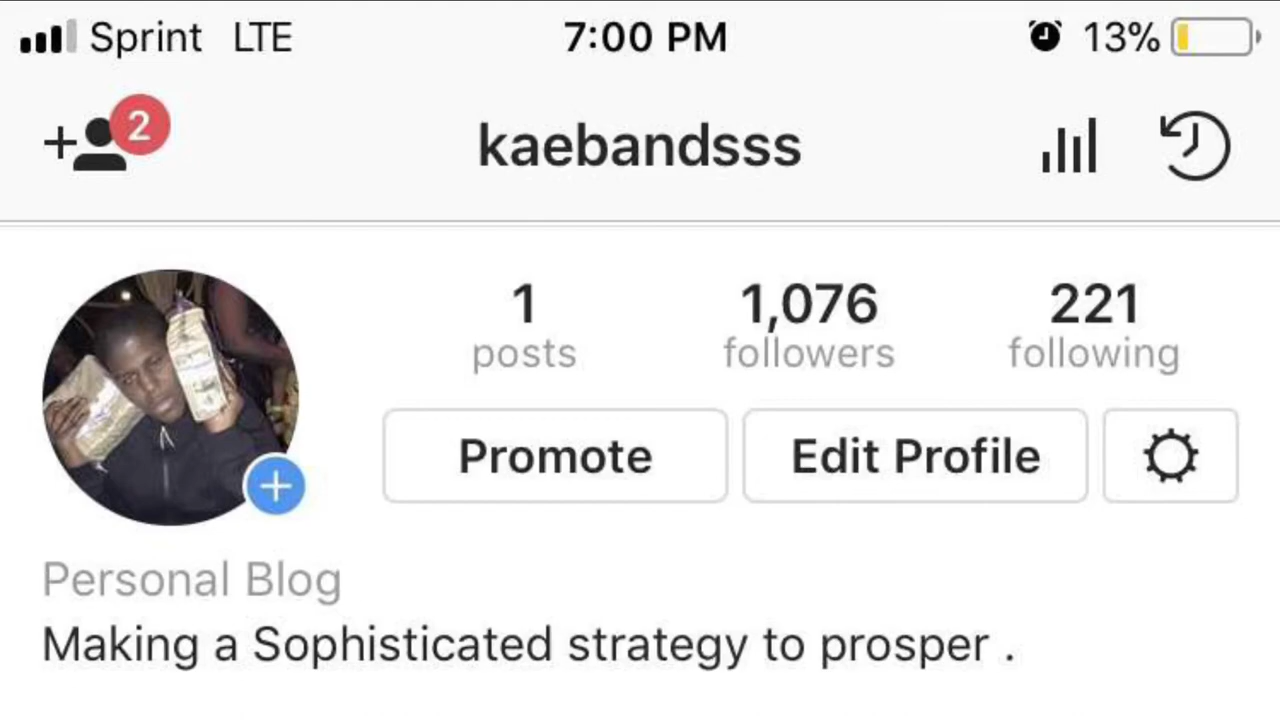 Sprint LTE 7:00 PM 13%
2 kaebandsss
1 1,076 221
posts followers following
Promote Edit Profile
Personal Blog
Making a Sophisticated strategy to prosper .